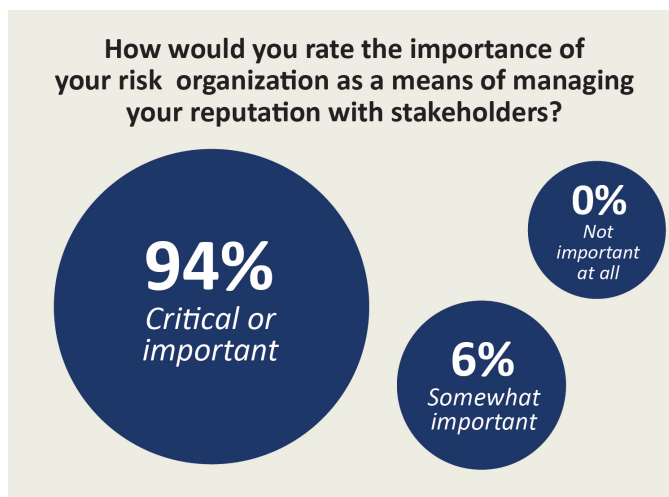 How would you rate the importance of
your risk organization as a means of managing
your reputation with stakeholders?
94%
Critical or
important
0%
Not
important
at all
6%
Somewhat
important